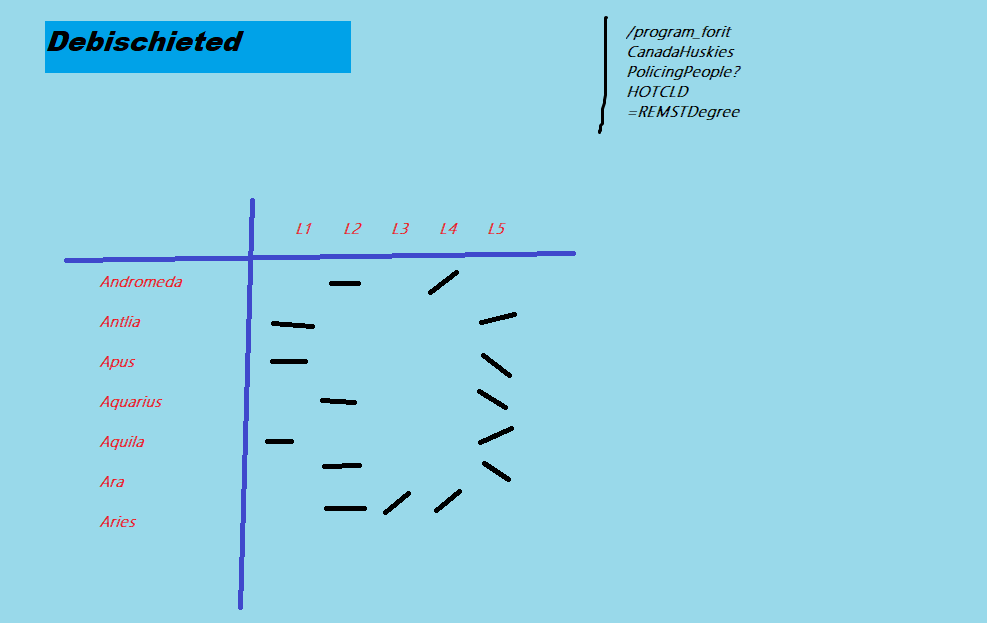 Debischieted
/program_forit
CanadaHuskies
PolicingPeople?
HOTCLD
=REMSTDegree
L1 L2 L3 L4 L5
Andromeda
Antlia
Apus
Aquarius
Aquila
Ara
Aries